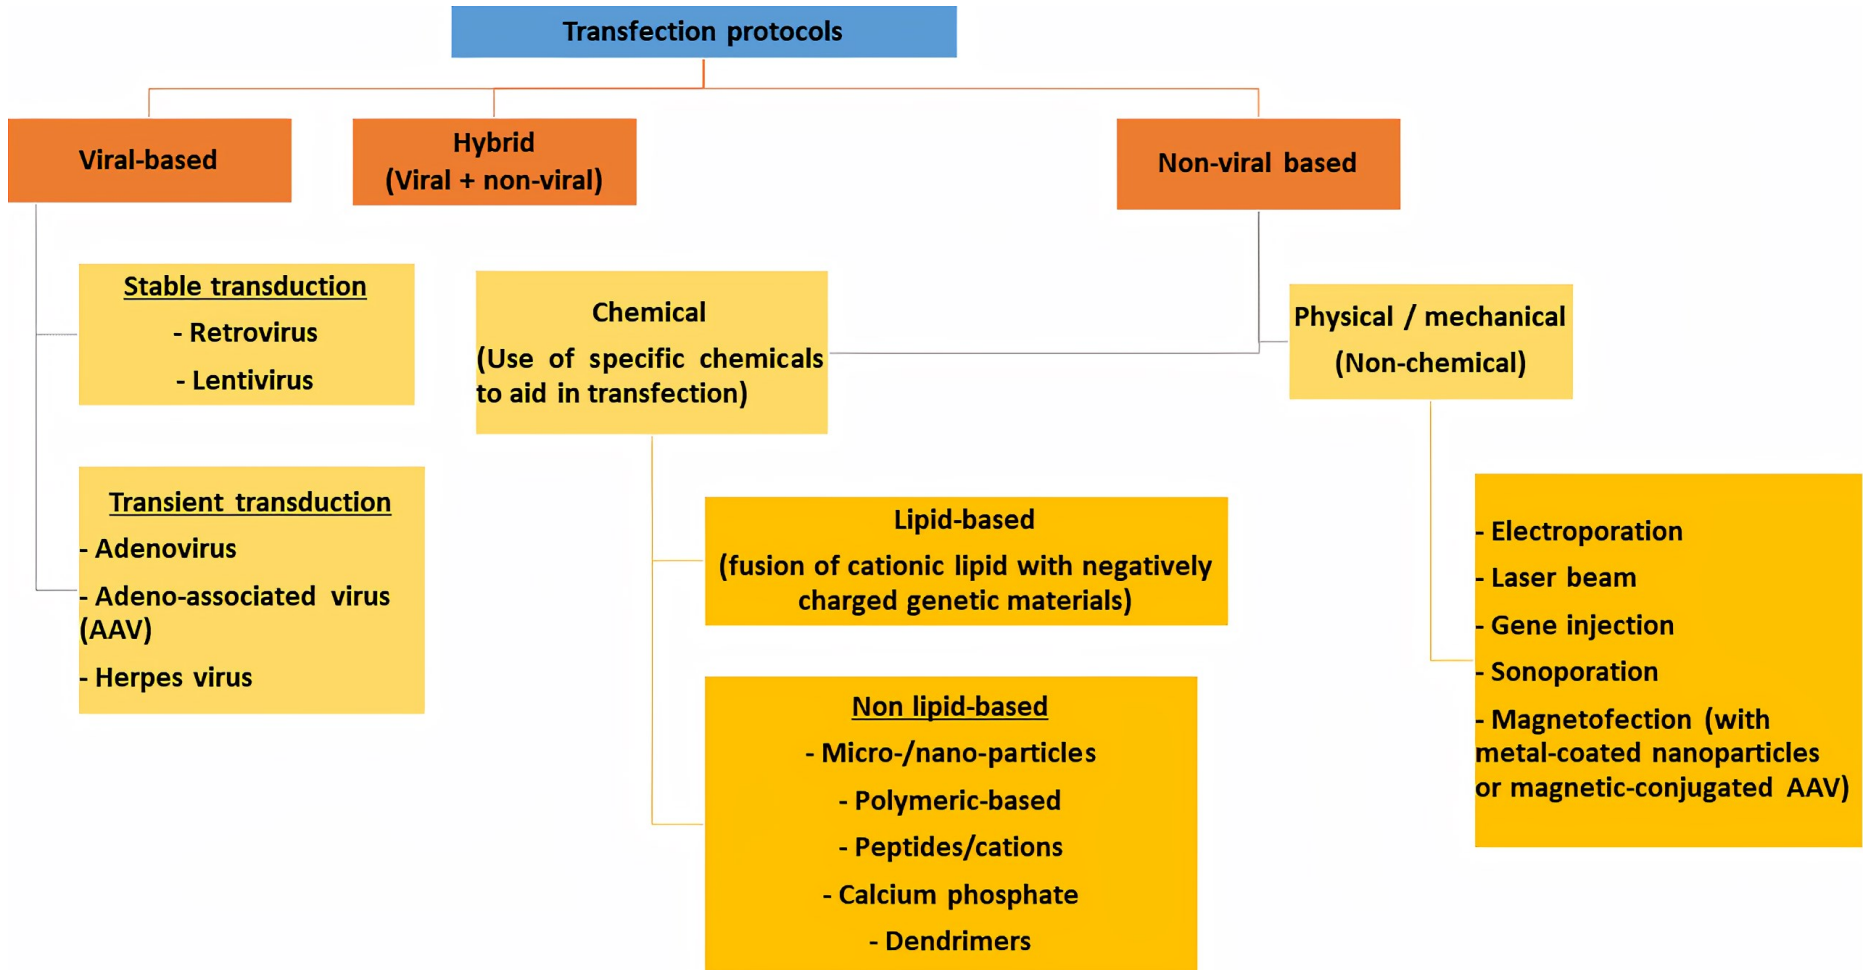 Transfection protocols
Viral-based
Hybrid
(Viral + non-viral)
Non-viral based
Stable transduction
- Retrovirus
- Lentivirus
Transient transduction
- Adenovirus
- Adeno-associated virus
(AAV)
- Herpes virus
Chemical
(Use of specific chemicals
to aid in transfection)
Lipid-based
(fusion of cationic lipid with negatively
charged genetic materials)
Non lipid-based
- Micro-/nano-particles
- Polymeric-based
- Peptides/cations
- Calcium phosphate
- Dendrimers
Physical / mechanical
(Non-chemical)
- Electroporation
- Laser beam
- Gene injection
- Sonoporation
- Magnetofection (with
metal-coated nanoparticles
or magnetic-conjugated AAV)